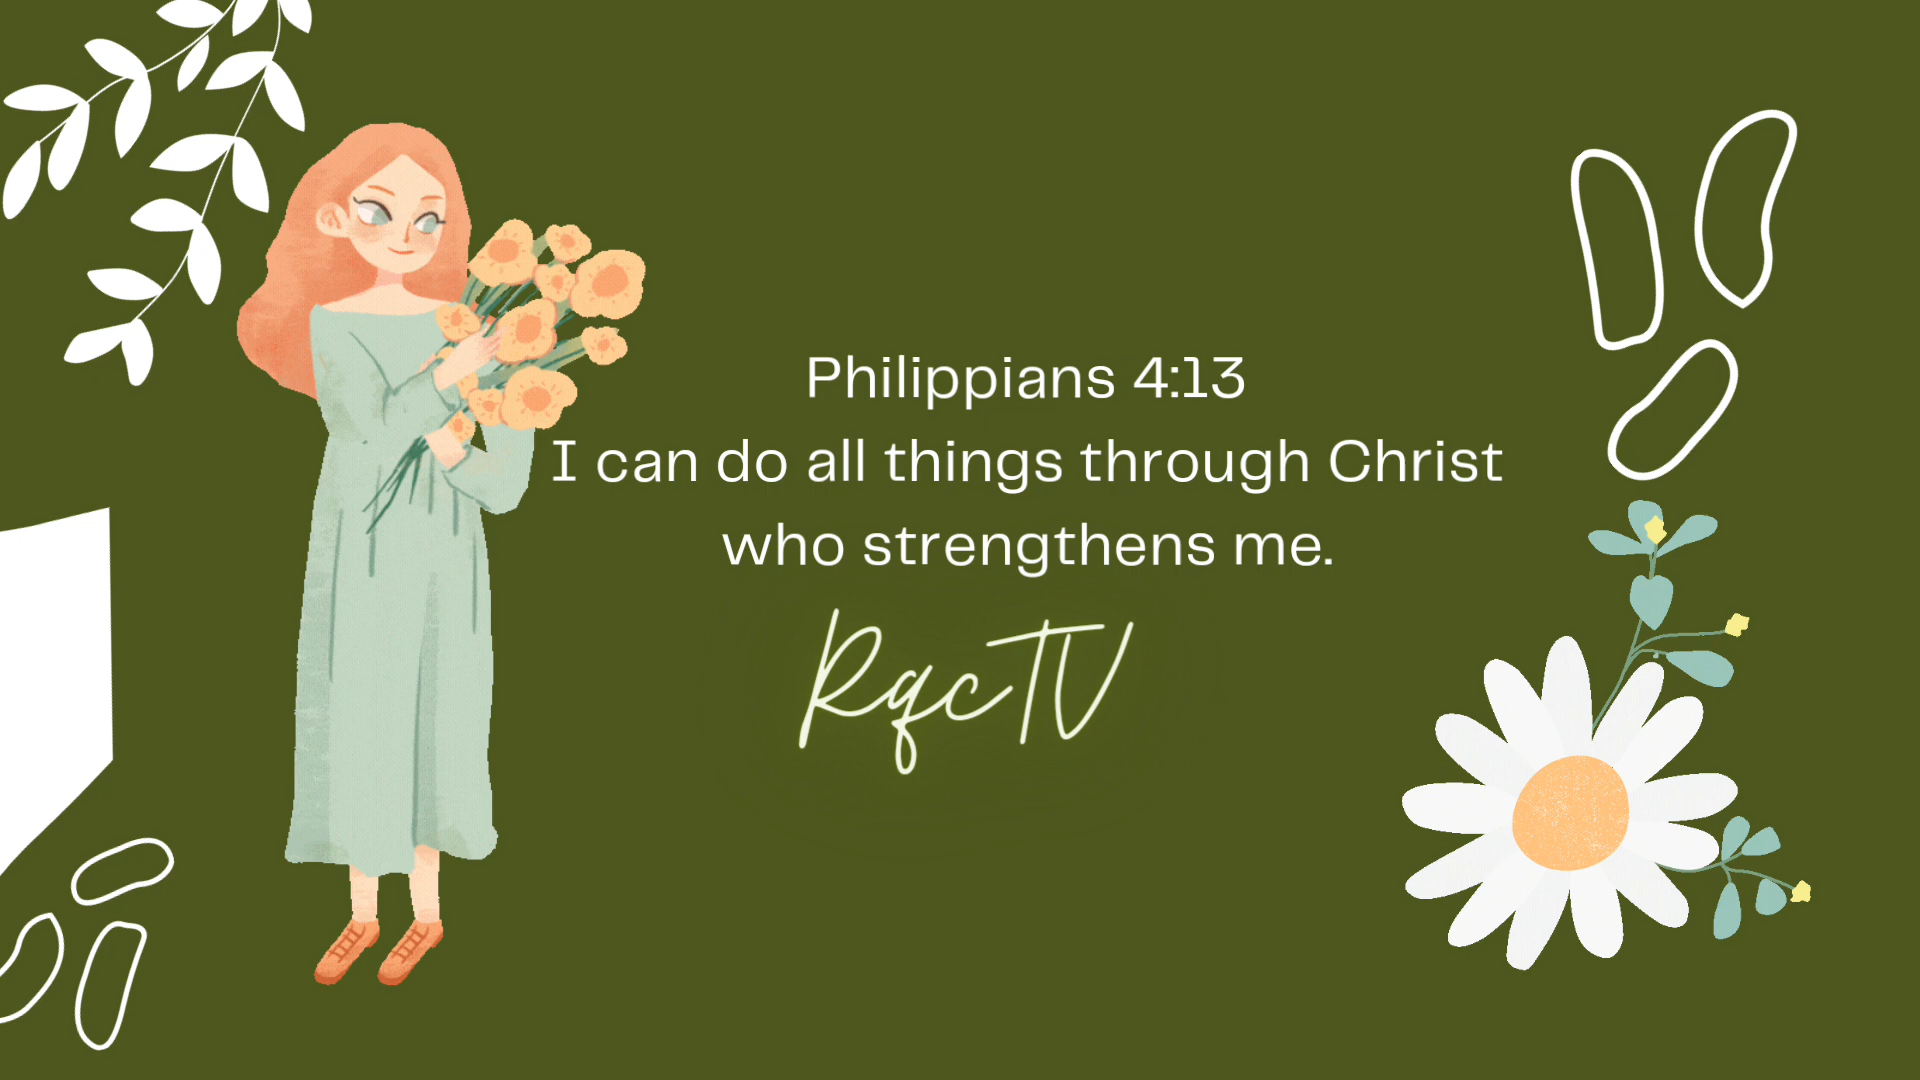 Philippians 4:13
I can do all things through Christ
who strengthens me.
RqcTV